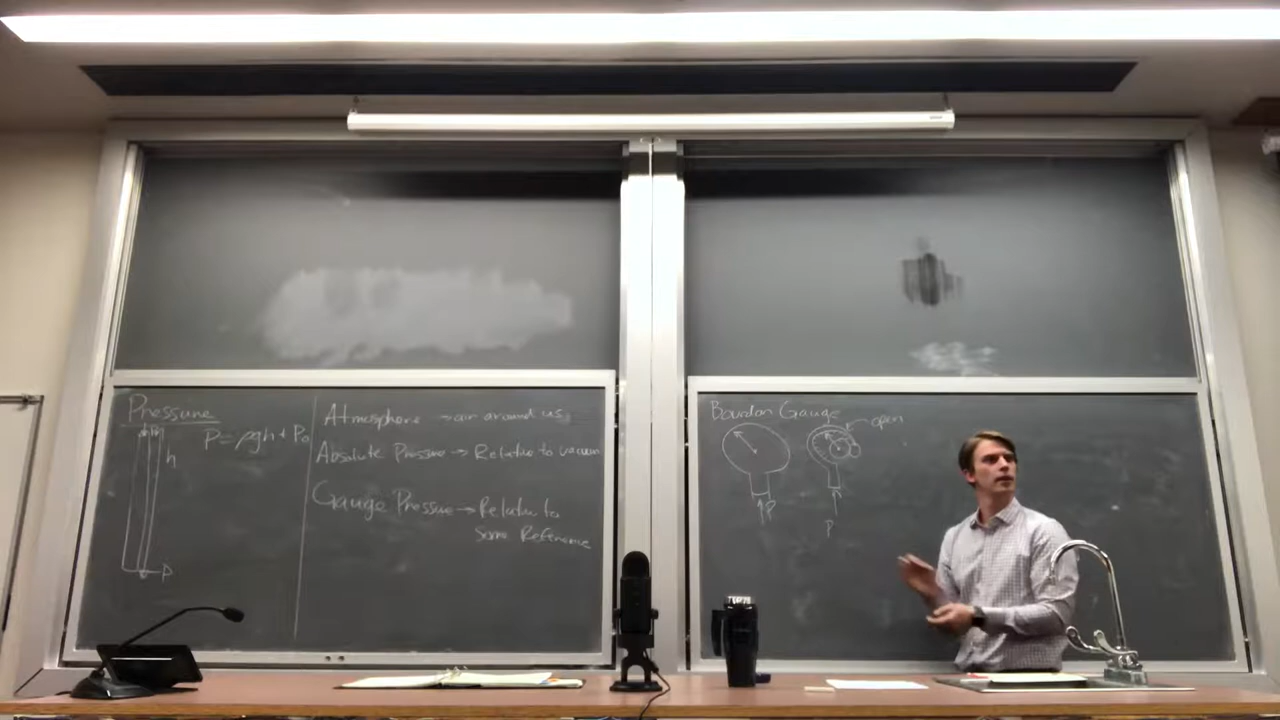 Pressure
P = ρgh + P₀
h
P
Atmosphere → air around us
Absolute Pressure → Relative to vacuum
Gauge Pressure → Relative to
Some Reference
Bourdon Gauge
open
P
P